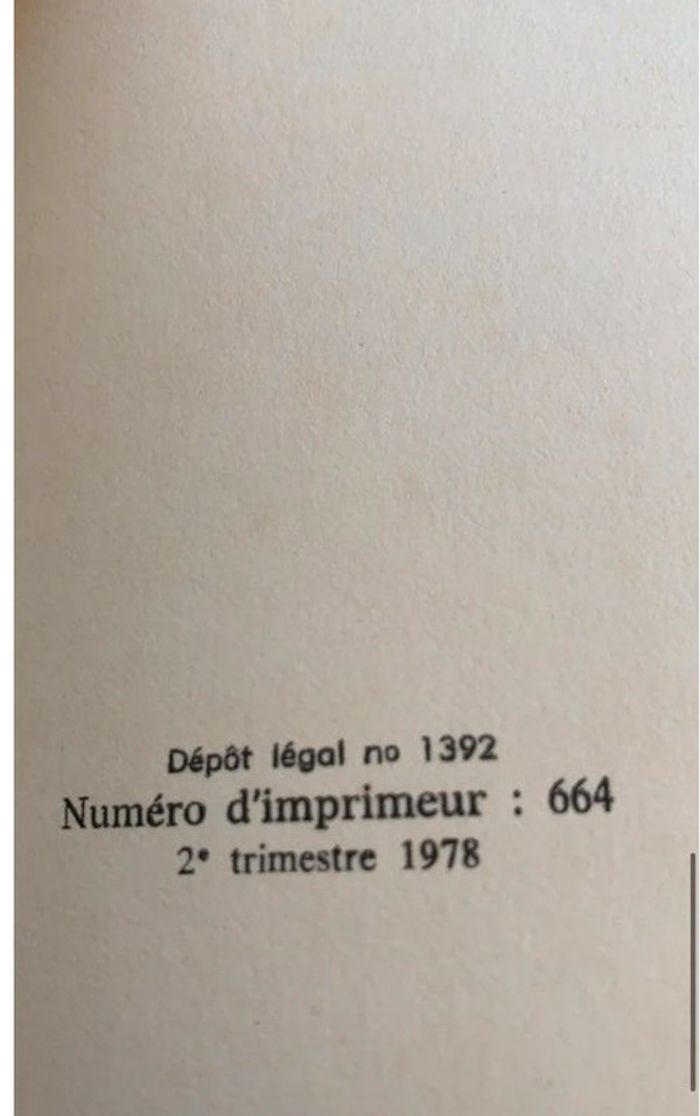 Dépôt légal no 1392
Numéro d'imprimeur : 664
2e trimestre 1978